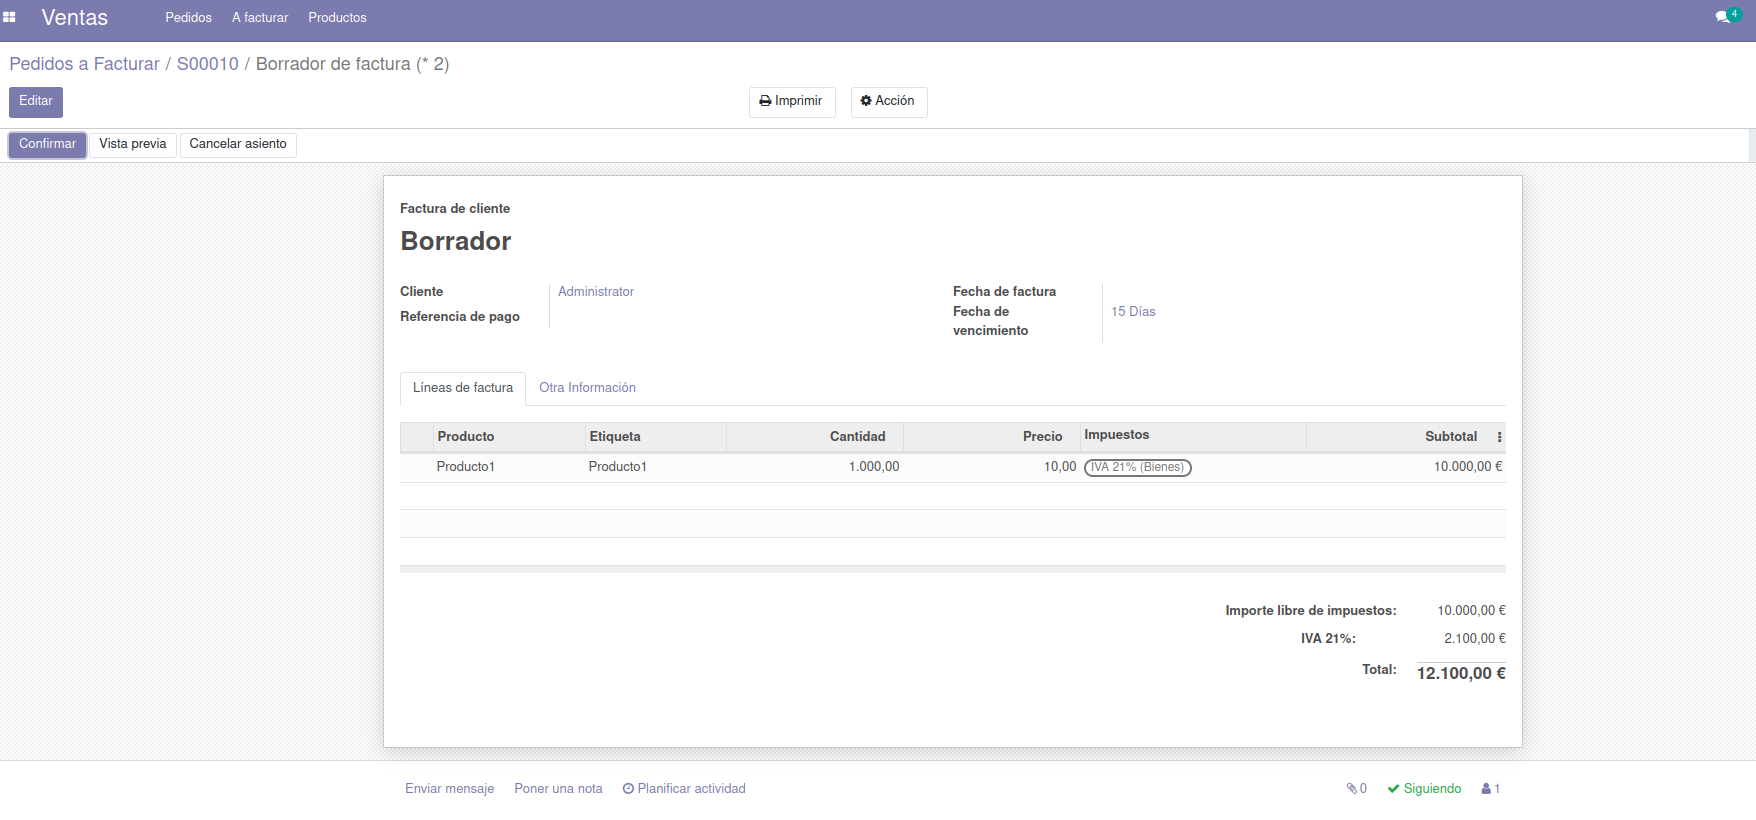 Ventas Pedidos A facturar Productos 4
Pedidos a Facturar / S00010 / Borrador de factura (* 2)
Editar Imprimir Acción
Confirmar Vista previa Cancelar asiento
Factura de cliente
Borrador
Cliente Administrator Fecha de factura
Referencia de pago Fecha de vencimiento 15 Días
Líneas de factura Otra Información
Producto Etiqueta Cantidad Precio Impuestos Subtotal
Producto1 Producto1 1.000,00 10,00 IVA 21% (Bienes) 10.000,00 €
Importe libre de impuestos: 10.000,00 €
IVA 21%: 2.100,00 €
Total: 12.100,00 €
Enviar mensaje Poner una nota Planificar actividad 0 Siguiendo 1